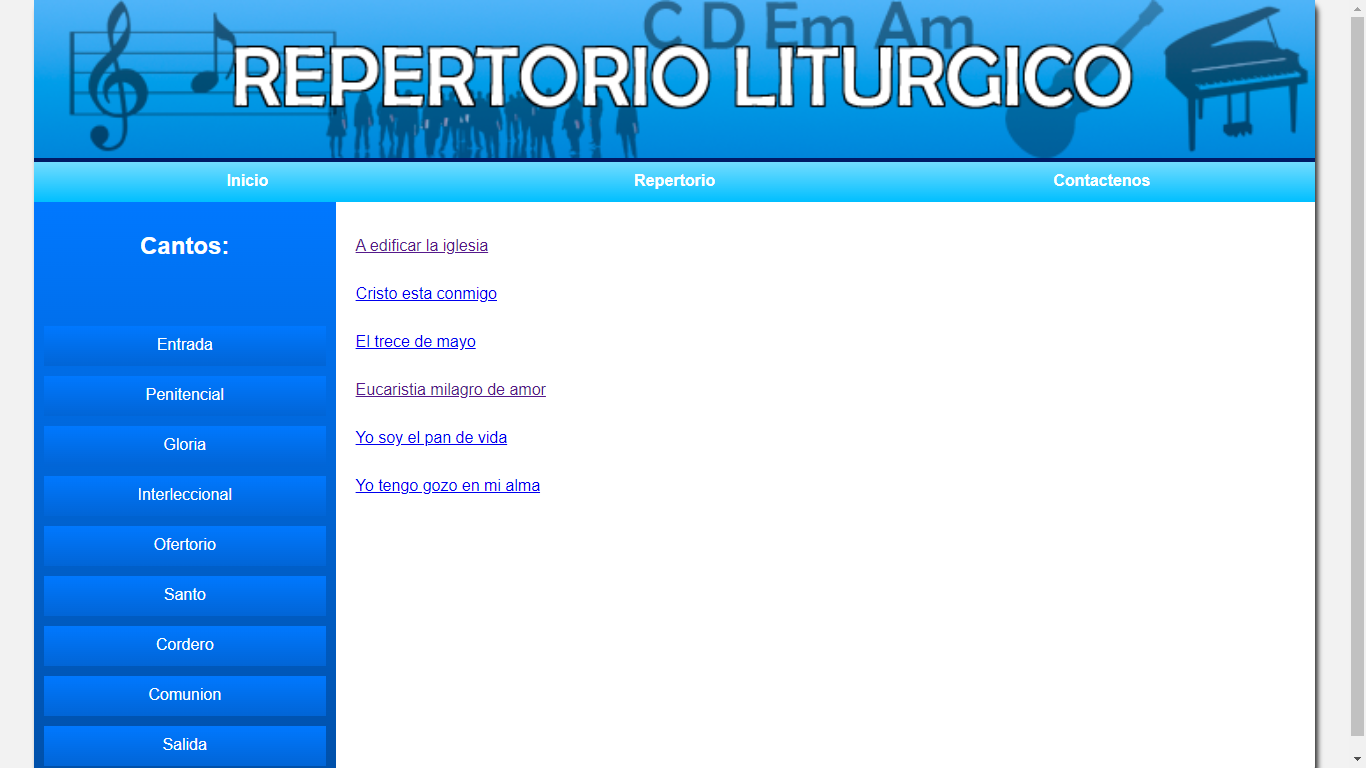 C D Em Am
REPERTORIO LITURGICO
Inicio Repertorio Contactenos
Cantos:
Entrada
Penitencial
Gloria
Interleccional
Ofertorio
Santo
Cordero
Comunion
Salida
A edificar la iglesia
Cristo esta conmigo
El trece de mayo
Eucaristia milagro de amor
Yo soy el pan de vida
Yo tengo gozo en mi alma